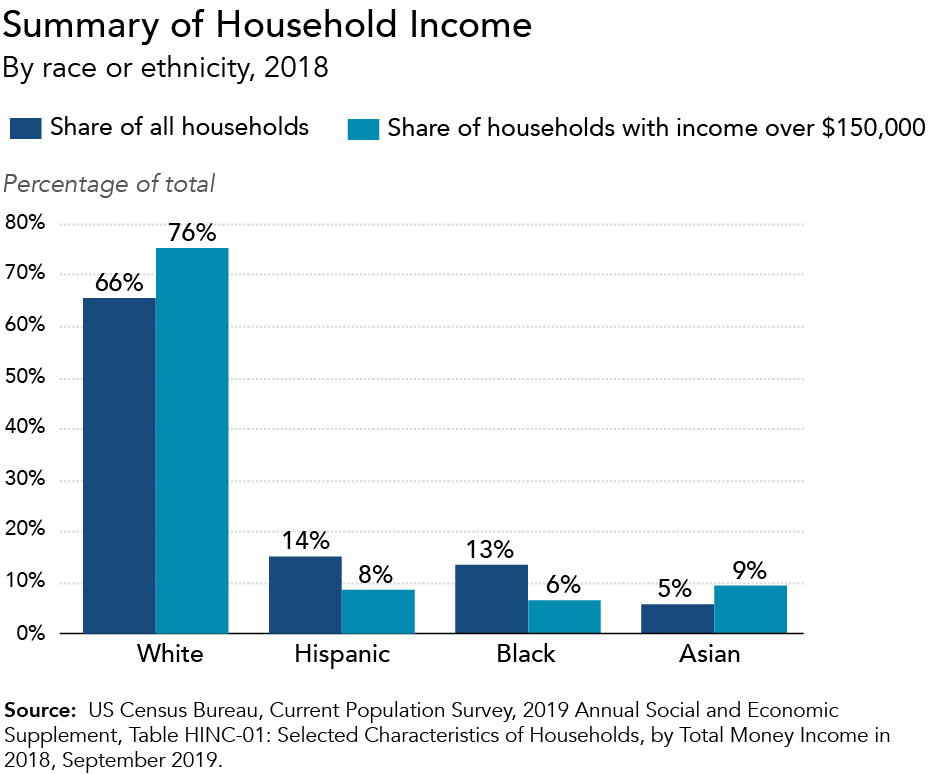 Summary of Household Income
By race or ethnicity, 2018
Share of all households
Share of households with income over $150,000
Percentage of total
80%
70%
60%
50%
40%
30%
20%
10%
0%
66%
76%
14%
8%
13%
6%
5%
9%
White
Hispanic
Black
Asian
Source: US Census Bureau, Current Population Survey, 2019 Annual Social and Economic
Supplement, Table HINC-01: Selected Characteristics of Households, by Total Money Income in
2018, September 2019.